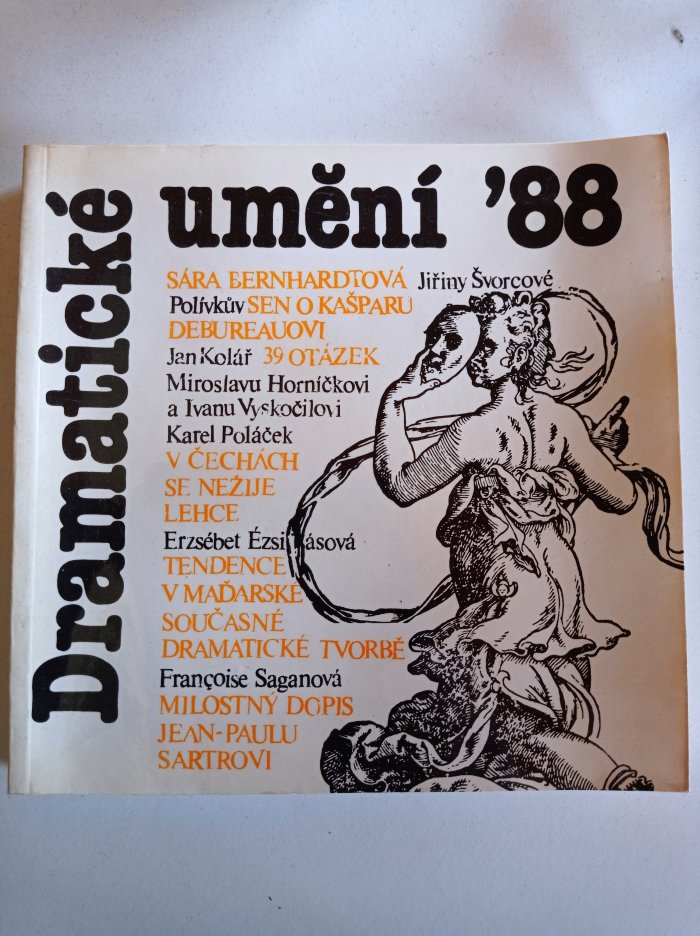 Dramatické
umění '88
SÁRA BERNHARDTOVÁ Jiřiny Švorcové
Polívkův SEN O KAŠPARU
DEBUREAUOVI
Jan Kolář 39 OTÁZEK
Miroslavu Horníčkovi
a Ivanu Vyskočilovi
Karel Poláček
V ČECHÁCH
SE NEŽIJE
LEHCE
Erzsébet
TENDENCE
V MAĎARSKÉ
SOUČASNÉ
DRAMATICKÉ TVORBĚ
Françoise Saganová
MILOSTNÝ DOPIS
JEAN-PAULU
SARTROVI